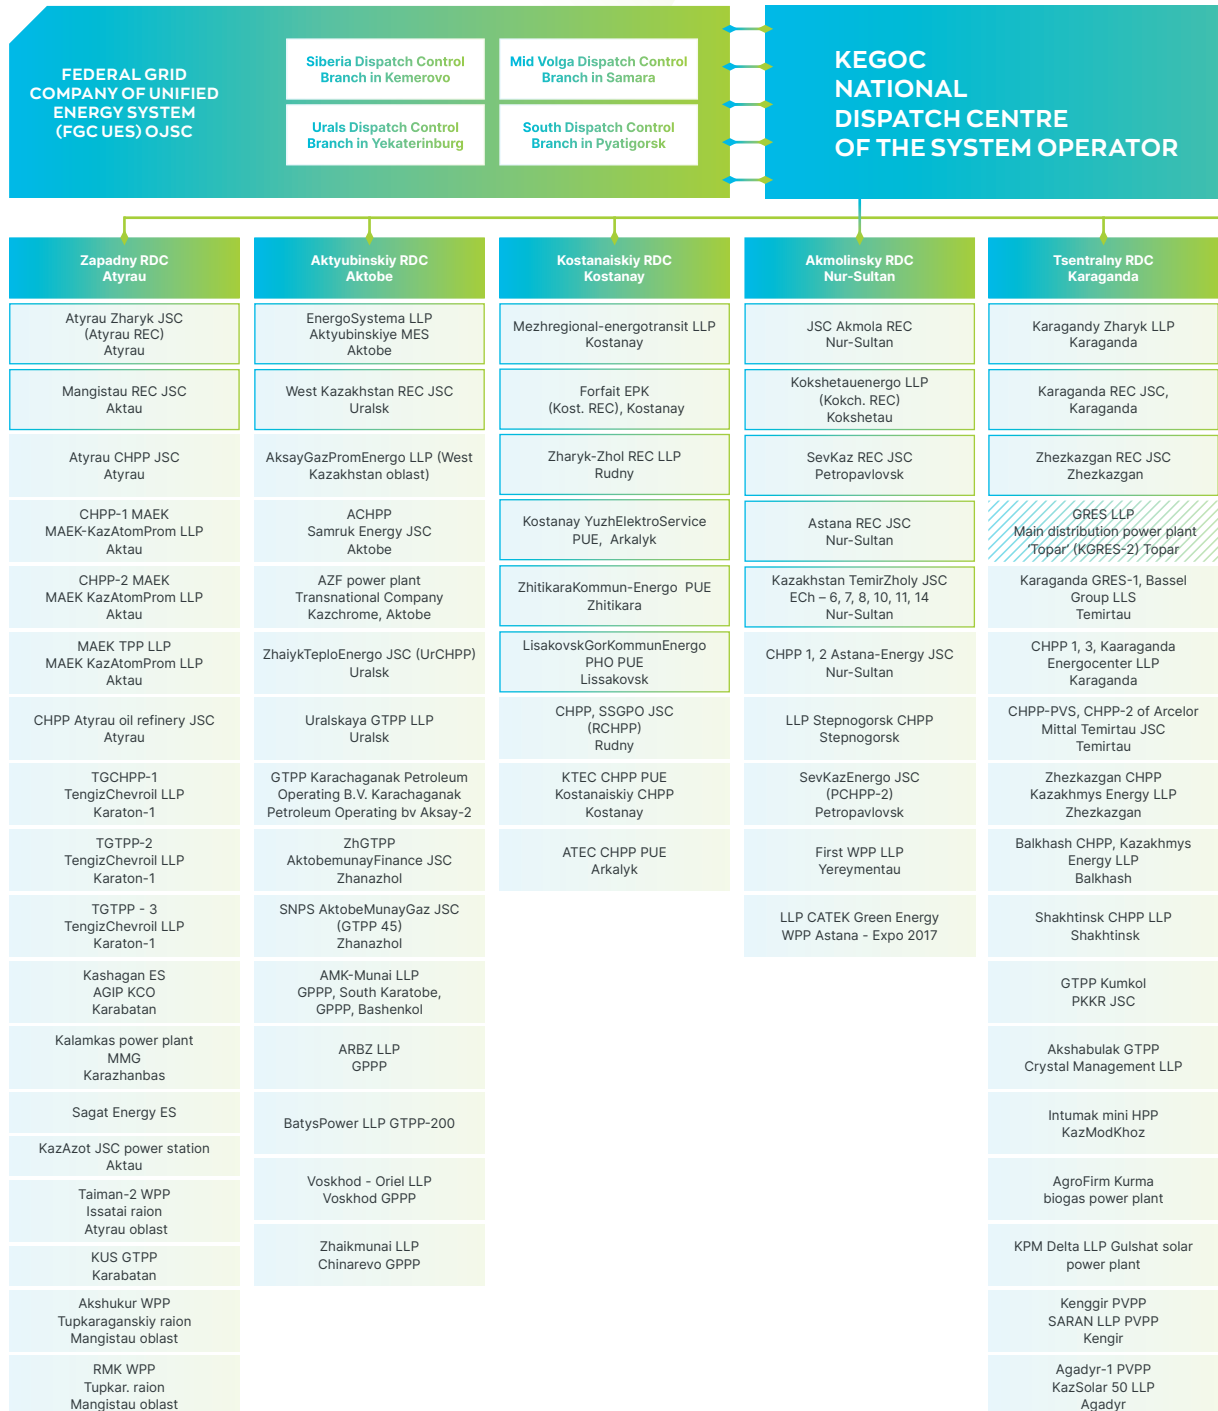 FEDERAL GRID
COMPANY OF UNIFIED
ENERGY SYSTEM
(FGC UES) OJSC
Siberia Dispatch Control
Branch in Kemerovo
Mid Volga Dispatch Control
Branch in Samara
Urals Dispatch Control
Branch in Yekaterinburg
South Dispatch Control
Branch in Pyatigorsk
KEGOC
NATIONAL
DISPATCH CENTRE
OF THE SYSTEM OPERATOR
Zapadny RDC
Atyrau
Atyrau Zharyk JSC
(Atyrau REC)
Atyrau
Mangistau REC JSC
Aktau
Atyrau CHPP JSC
Atyrau
CHPP-1 MAEK
MAEK-KazAtomProm LLP
Aktau
CHPP-2 MAEK
MAEK KazAtomProm LLP
Aktau
MAEK TPP LLP
MAEK KazAtomProm LLP
Aktau
CHPP Atyrau oil refinery JSC
Atyrau
TGCHPP-1
TengizChevroil LLP
Karaton-1
TGTPP-2
TengizChevroil LLP
Karaton-1
TGTPP - 3
TengizChevroil LLP
Karaton-1
Kashagan ES
AGIP KCO
Karabatan
Kalamkas power plant
MMG
Karazhanbas
Sagat Energy ES
KazAzot JSC power station
Aktau
Taiman-2 WPP
Issatai raion
Atyrau oblast
KUS GTPP
Karabatan
Akshukur WPP
Tupkaraganskiy raion
Mangistau oblast
RMK WPP
Tupkar. raion
Mangistau oblast
Aktyubinskiy RDC
Aktobe
EnergoSystema LLP
Aktyubinskiye MES
Aktobe
West Kazakhstan REC JSC
Uralsk
AksayGazPromEnergo LLP (West
Kazakhstan oblast)
ACHPP
Samruk Energy JSC
Aktobe
AZF power plant
Transnational Company
Kazchrome, Aktobe
ZhaiykTeploEnergo JSC (UrCHPP)
Uralsk
Uralskaya GTPP LLP
Uralsk
GTPP Karachaganak Petroleum
Operating B.V. Karachaganak
Petroleum Operating bv Aksay-2
ZhGTPP
AktobemunayFinance JSC
Zhanazhol
SNPS AktobeMunayGaz JSC
(GTPP 45)
Zhanazhol
AMK-Munai LLP
GPPP, South Karatobe,
GPPP, Bashenkol
ARBZ LLP
GPPP
BatysPower LLP GTPP-200
Voskhod - Oriel LLP
Voskhod GPPP
Zhaikmunai LLP
Chinarevo GPPP
Kostanaiskiy RDC
Kostanay
Mezhregional-energotransit LLP
Kostanay
Forfait EPK
(Kost. REC), Kostanay
Zharyk-Zhol REC LLP
Rudny
Kostanay YuzhElektroService
PUE, Arkalyk
ZhitikaraKommun-Energo PUE
Zhitikara
LisakovskGorKommunEnergo
PHO PUE
Lissakovsk
CHPP, SSGPO JSC
(RCHPP)
Rudny
KTEC CHPP PUE
Kostanaiskiy CHPP
Kostanay
ATEC CHPP PUE
Arkalyk
Akmolinsky RDC
Nur-Sultan
JSC Akmola REC
Nur-Sultan
Kokshetauenergo LLP
(Kokch. REC)
Kokshetau
SevKaz REC JSC
Petropavlovsk
Astana REC JSC
Nur-Sultan
Kazakhstan TemirZholy JSC
ECh – 6, 7, 8, 10, 11, 14
Nur-Sultan
CHPP 1, 2 Astana-Energy JSC
Nur-Sultan
LLP Stepnogorsk CHPP
Stepnogorsk
SevKazEnergo JSC
(PCHPP-2)
Petropavlovsk
First WPP LLP
Yereymentau
LLP CATEK Green Energy
WPP Astana - Expo 2017
Tsentralny RDC
Karaganda
Karagandy Zharyk LLP
Karaganda
Karaganda REC JSC,
Karaganda
Zhezkazgan REC JSC
Zhezkazgan
GRES LLP
Main distribution power plant
'Topar' (KGRES-2) Topar
Karaganda GRES-1, Bassel
Group LLS
Temirtau
CHPP 1, 3, Kaaraganda
Energocenter LLP
Karaganda
CHPP-PVS, CHPP-2 of Arcelor
Mittal Temirtau JSC
Temirtau
Zhezkazgan CHPP
Kazakhmys Energy LLP
Zhezkazgan
Balkhash CHPP, Kazakhmys
Energy LLP
Balkhash
Shakhtinsk CHPP LLP
Shakhtinsk
GTPP Kumkol
PKKR JSC
Akshabulak GTPP
Crystal Management LLP
Intumak mini HPP
KazModKhoz
AgroFirm Kurma
biogas power plant
KPM Delta LLP Gulshat solar
power plant
Kenggir PVPP
SARAN LLP PVPP
Kengir
Agadyr-1 PVPP
KazSolar 50 LLP
Agadyr